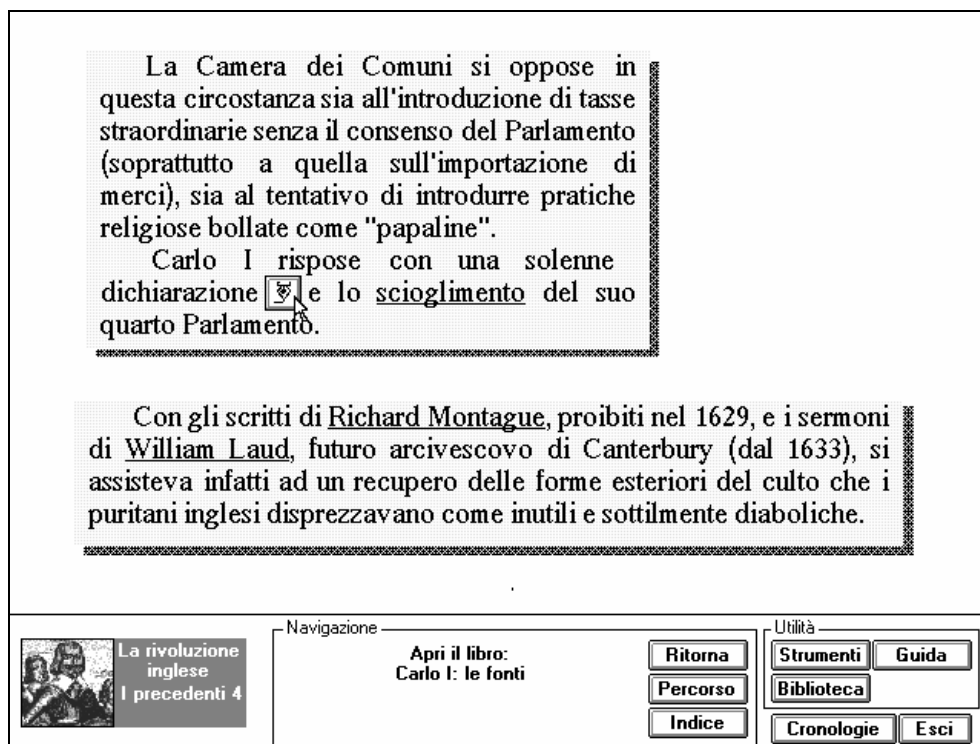 La Camera dei Comuni si oppose in
questa circostanza sia all'introduzione di tasse
straordinarie senza il consenso del Parlamento
(soprattutto a quella sull'importazione di
merci), sia al tentativo di introdurre pratiche
religiose bollate come "papaline".
Carlo I rispose con una solenne
dichiarazione e lo scioglimento del suo
quarto Parlamento.
Con gli scritti di Richard Montague, proibiti nel 1629, e i sermoni
di William Laud, futuro arcivescovo di Canterbury (dal 1633), si
assisteva infatti ad un recupero delle forme esteriori del culto che i
puritani inglesi disprezzavano come inutili e sottilmente diaboliche.
La rivoluzione
inglese
I precedenti 4
Navigazione
Apri il libro:
Carlo I: le fonti
Ritorna
Percorso
Indice
Utilità
Strumenti Guida
Biblioteca
Cronologie Esci